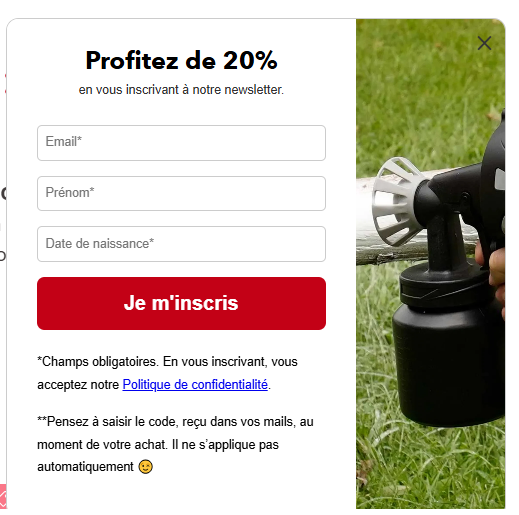 Profitez de 20%
en vous inscrivant à notre newsletter.
Email*
Prénom*
Date de naissance*
Je m'inscris
*Champs obligatoires. En vous inscrivant, vous
acceptez notre Politique de confidentialité.
**Pensez à saisir le code, reçu dans vos mails, au
moment de votre achat. Il ne s’applique pas
automatiquement 😉